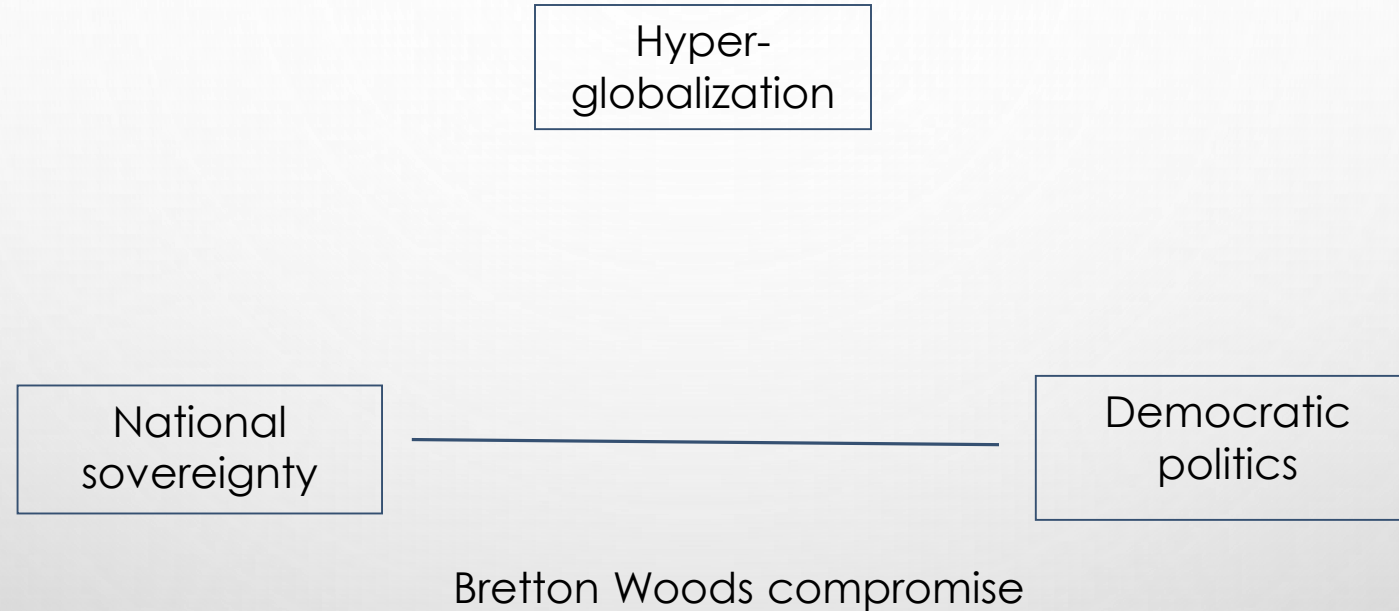 Hyper-
globalization
National
sovereignty
Democratic
politics
Bretton Woods compromise